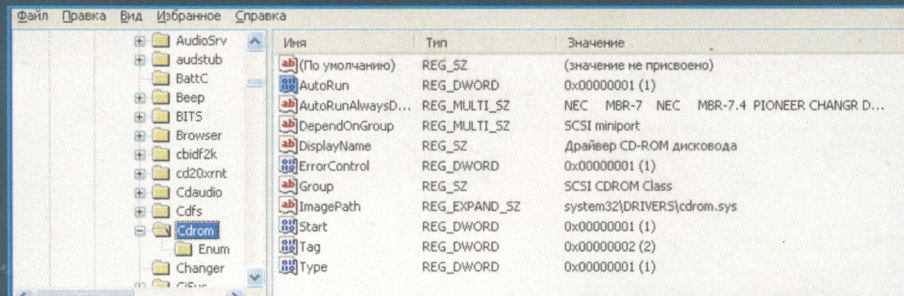 Файл Правка Вид Избранное Справка
AudioSrv
audstub
BattC
Beep
BITS
Browser
cbidf2k
cd20xrnt
Cdaudio
Cdfs
Cdrom
Enum
Changer
CiSvc
Имя Тип Значение
(По умолчанию) REG_SZ (значение не присвоено)
AutoRun REG_DWORD 0x00000001 (1)
AutoRunAlwaysD... REG_MULTI_SZ NEC MBR-7 NEC MBR-7.4 PIONEER CHANGR D...
DependOnGroup REG_MULTI_SZ SCSI miniport
DisplayName REG_SZ Драйвер CD-ROM дисковода
ErrorControl REG_DWORD 0x00000001 (1)
Group REG_SZ SCSI CDROM Class
ImagePath REG_EXPAND_SZ system32\DRIVERS\cdrom.sys
Start REG_DWORD 0x00000001 (1)
Tag REG_DWORD 0x00000002 (2)
Type REG_DWORD 0x00000001 (1)